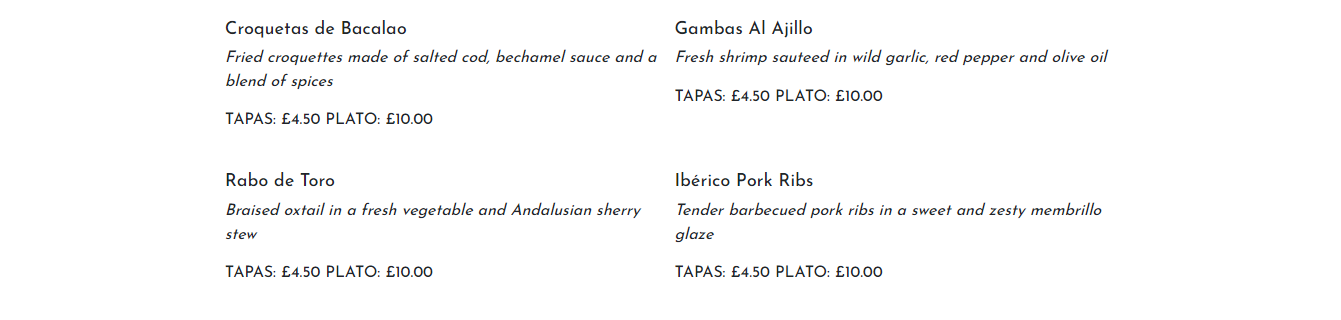 Croquetas de Bacalao
Fried croquettes made of salted cod, bechamel sauce and a
blend of spices
TAPAS: £4.50 PLATO: £10.00
Gambas Al Ajillo
Fresh shrimp sauteed in wild garlic, red pepper and olive oil
TAPAS: £4.50 PLATO: £10.00
Rabo de Toro
Braised oxtail in a fresh vegetable and Andalusian sherry
stew
TAPAS: £4.50 PLATO: £10.00
Ibérico Pork Ribs
Tender barbecued pork ribs in a sweet and zesty membrillo
glaze
TAPAS: £4.50 PLATO: £10.00